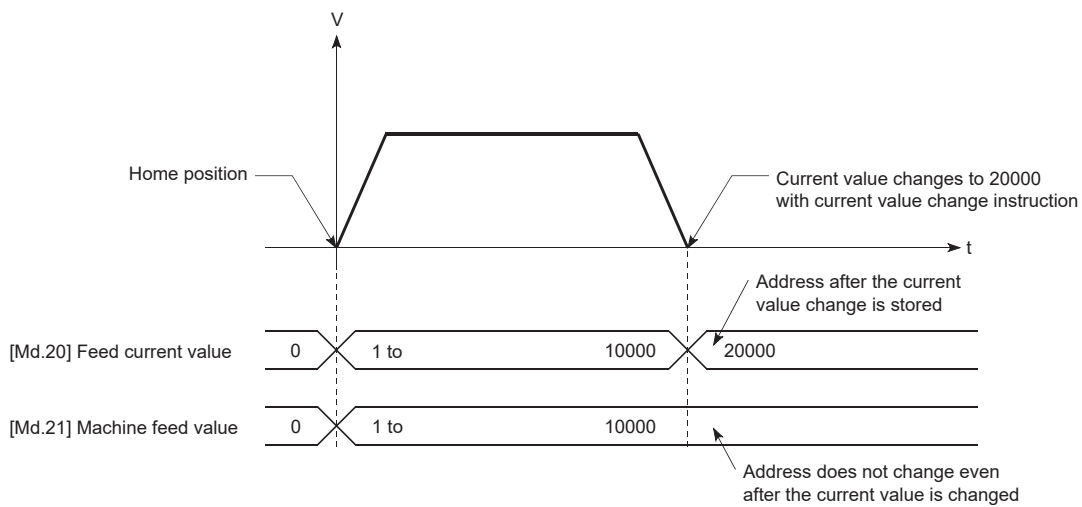 V
Home position
Current value changes to 20000
with current value change instruction
t
Address after the current
value change is stored
[Md.20] Feed current value
0
1 to
10000
20000
[Md.21] Machine feed value
0
1 to
10000
Address does not change even
after the current value is changed